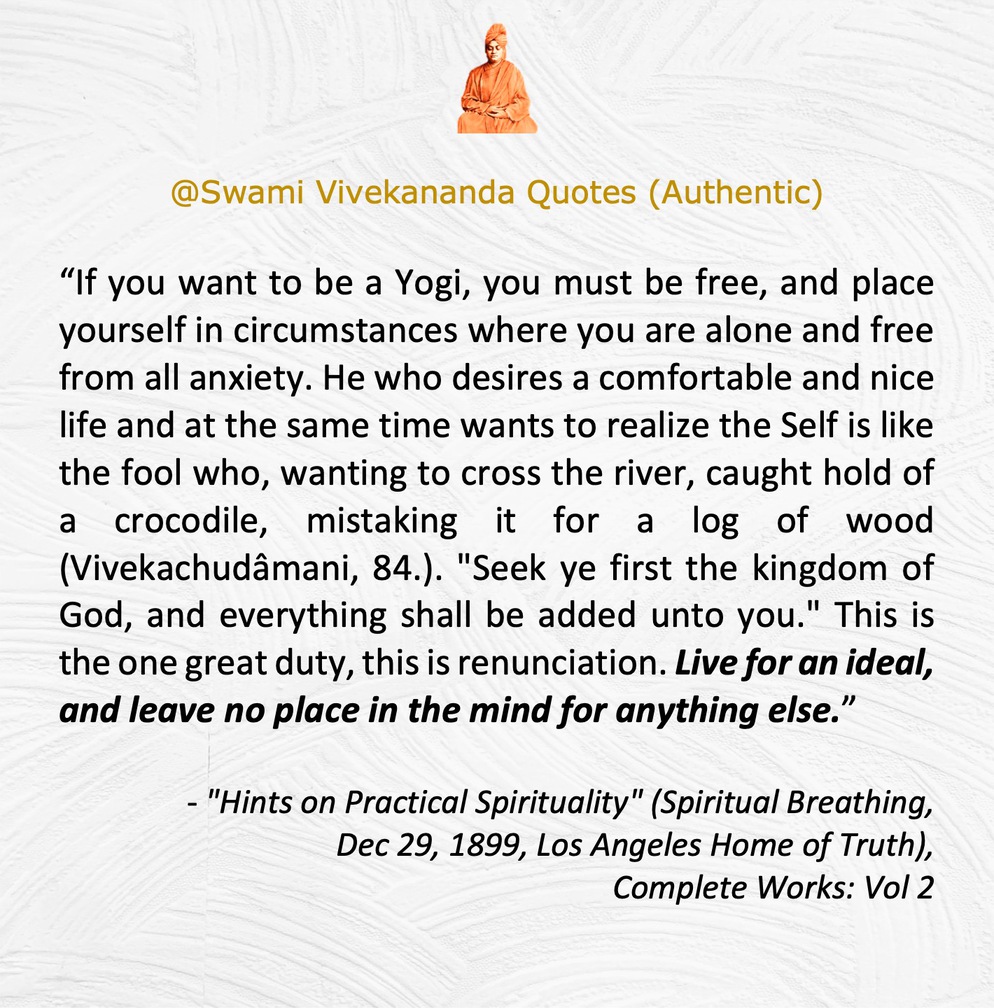 @Swami Vivekananda Quotes (Authentic)
“If you want to be a Yogi, you must be free, and place
yourself in circumstances where you are alone and free
from all anxiety. He who desires a comfortable and nice
life and at the same time wants to realize the Self is like
the fool who, wanting to cross the river, caught hold of
a crocodile, mistaking it for a log of wood
(Vivekachudâmani, 84.). "Seek ye first the kingdom of
God, and everything shall be added unto you." This is
the one great duty, this is renunciation. Live for an ideal,
and leave no place in the mind for anything else.”
- "Hints on Practical Spirituality" (Spiritual Breathing,
Dec 29, 1899, Los Angeles Home of Truth),
Complete Works: Vol 2